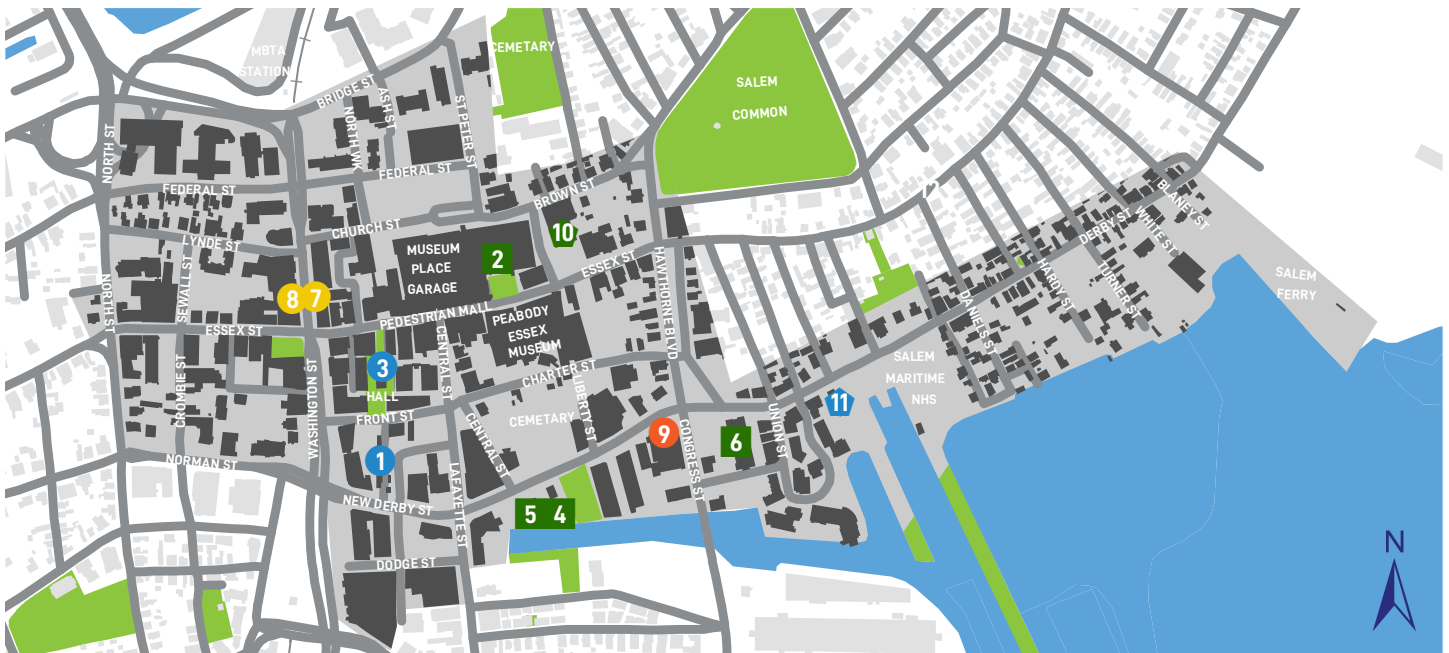 MBTA
STATION
CEMETARY
SALEM
COMMON
BRIDGE ST
ASH ST
ST PETER ST
NORTH WK
NORTH ST
FEDERAL ST
FEDERAL ST
BROWN ST
12
CHURCH ST
LYNDE ST
10
2
MUSEUM
PLACE
GARAGE
ESSEX ST
HAWTHORNE BLVD
BLANEY ST
WHITE ST
DERBY ST
TURNER ST
HARDY ST
DANIELS ST
SALEM
FERRY
NORTH ST
SEWALL ST
8 7
PEDESTRIAN MALL
PEABODY
ESSEX
MUSEUM
ESSEX ST
CENTRAL ST
CROMBIE ST
WASHINGTON ST
3
HALL
FRONT ST
CHARTER ST
LIBERTY ST
CEMETARY
SALEM
MARITIME
NHS
11
UNION ST
9
6
CONGRESS ST
CENTRAL ST
NORMAN ST
1
NEW DERBY ST
LAFAYETTE ST
5 4
DODGE ST
N